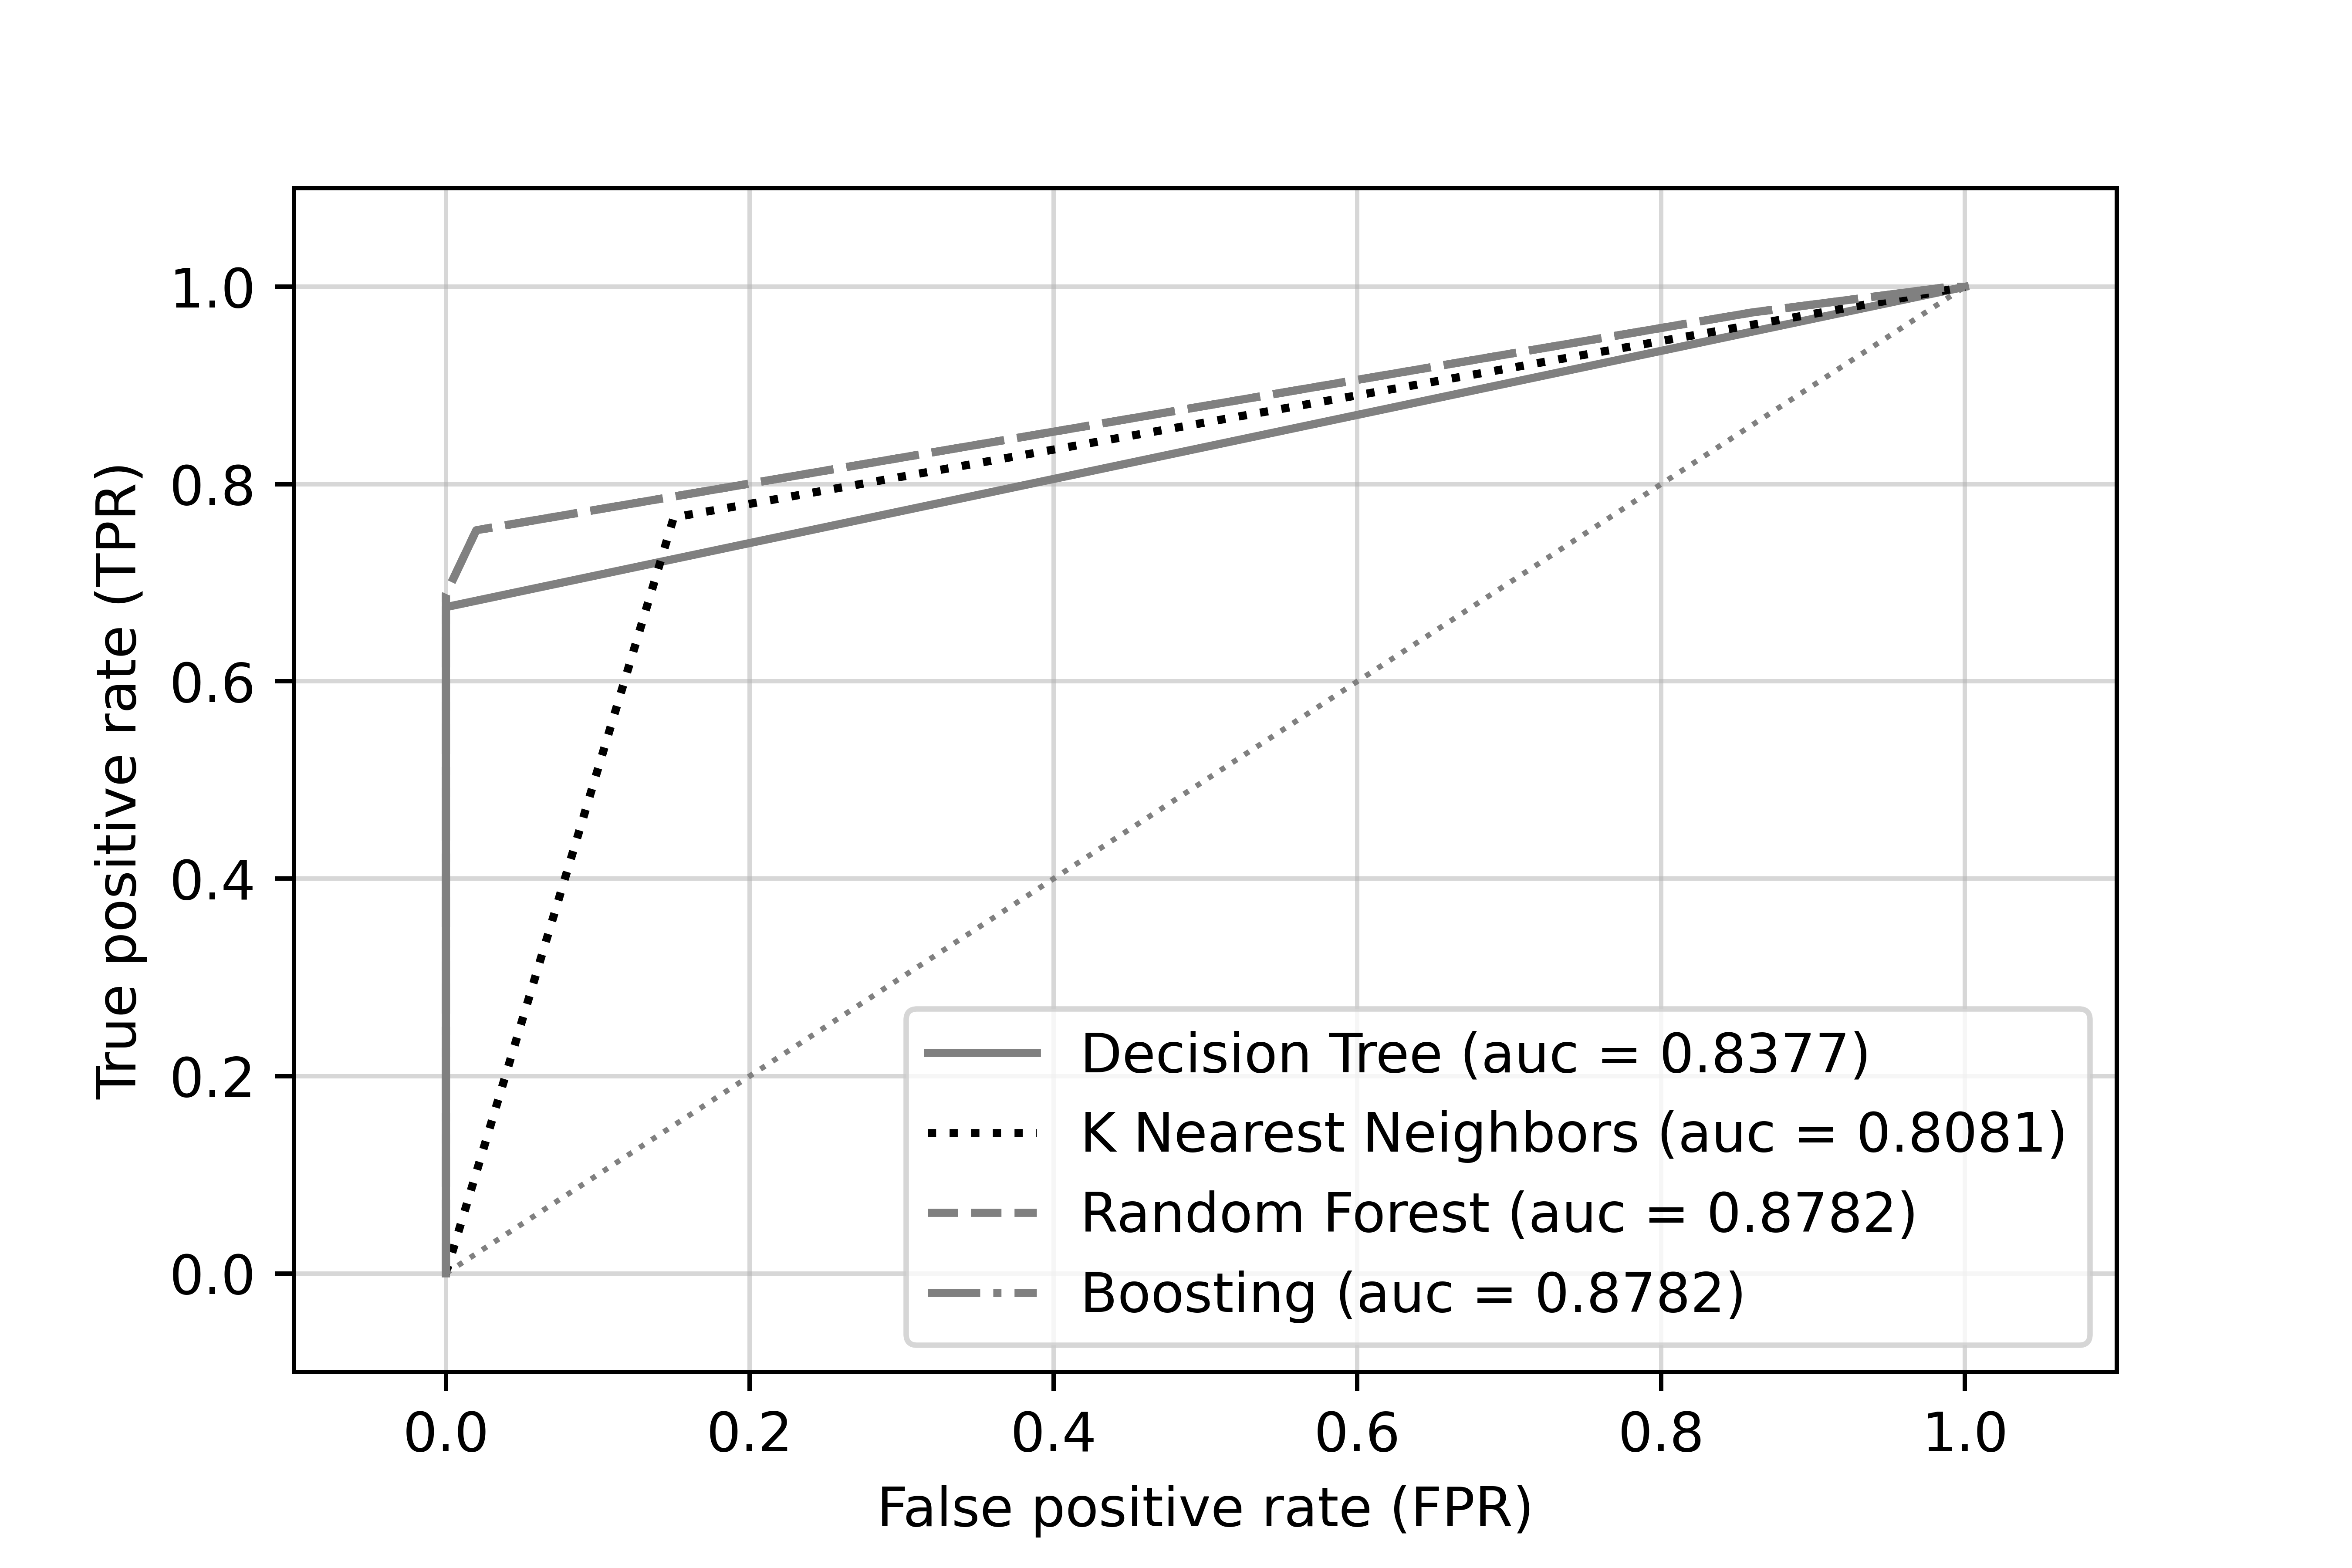 1.0
0.8
0.6
0.4
0.2
0.0
True positive rate (TPR)
Decision Tree (auc = 0.8377)
K Nearest Neighbors (auc = 0.8081)
Random Forest (auc = 0.8782)
Boosting (auc = 0.8782)
0.0 0.2 0.4 0.6 0.8 1.0
False positive rate (FPR)